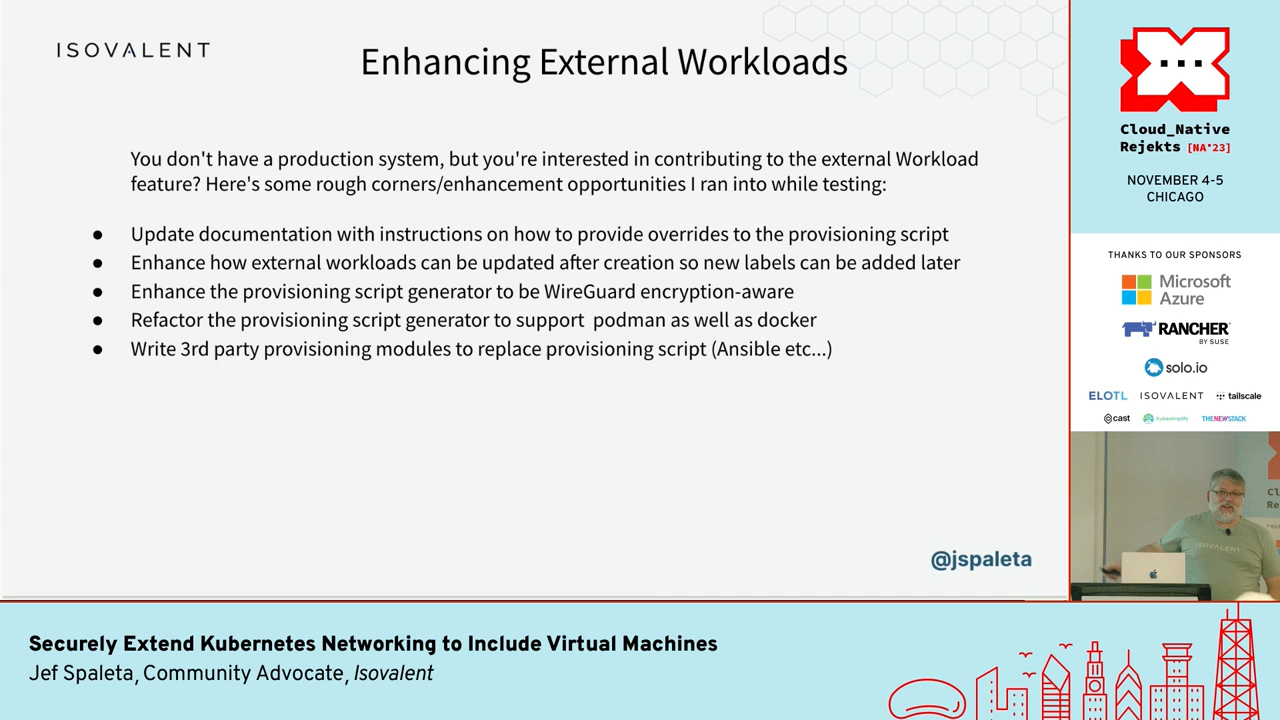 ISOVALENT
Enhancing External Workloads
You don't have a production system, but you're interested in contributing to the external Workload
feature? Here's some rough corners/enhancement opportunities I ran into while testing:
● Update documentation with instructions on how to provide overrides to the provisioning script
● Enhance how external workloads can be updated after creation so new labels can be added later
● Enhance the provisioning script generator to be WireGuard encryption-aware
● Refactor the provisioning script generator to support  podman as well as docker
● Write 3rd party provisioning modules to replace provisioning script (Ansible etc...)
@jspaleta
Cloud_Native
Rejekts [NA'23]
NOVEMBER 4-5
CHICAGO
THANKS TO OUR SPONSORS
Microsoft
Azure
RANCHER
BY SUSE
solo.io
ELOTL ISOVALENT tailscale
cast Kubesimplify THENEWSTACK
ISOVALENT
Securely Extend Kubernetes Networking to Include Virtual Machines
Jef Spaleta, Community Advocate, Isovalent